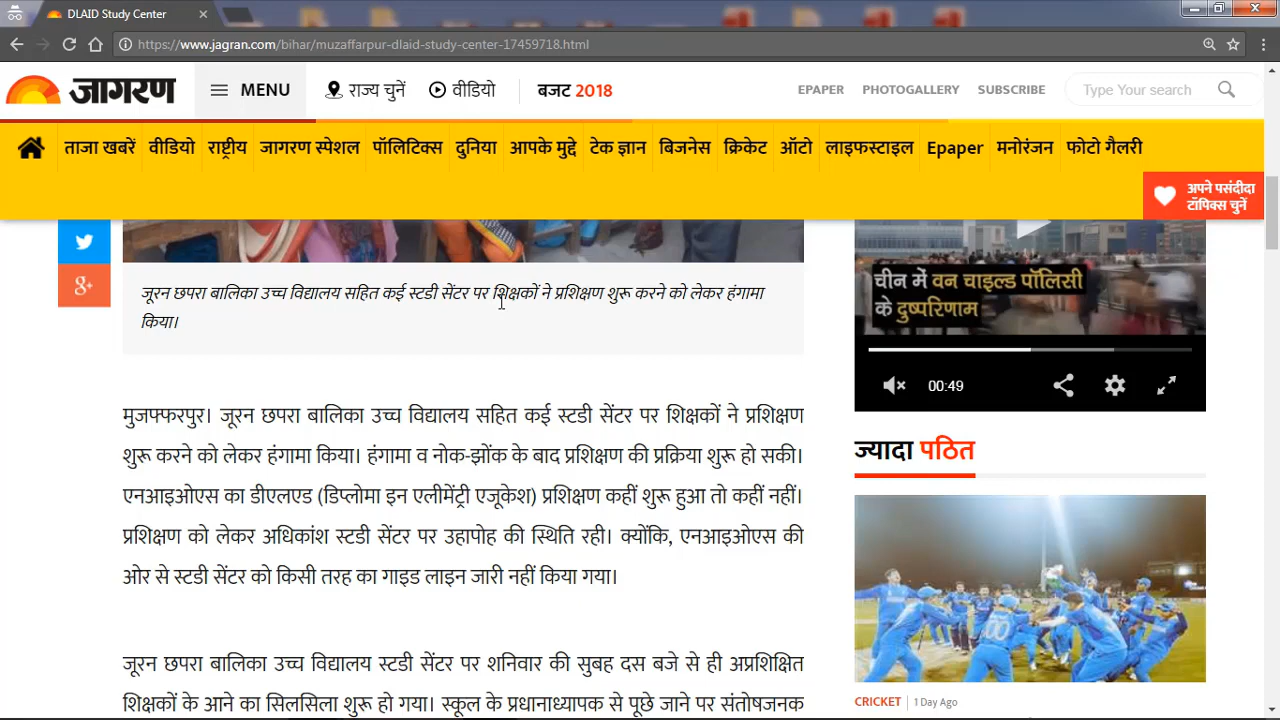 DLAID Study Center
https://www.jagran.com/bihar/muzaffarpur-dlaid-study-center-17459718.html
जागरण
MENU
राज्य चुनें
वीडियो
बजट 2018
EPAPER
PHOTOGALLERY
SUBSCRIBE
Type Your search
ताजा खबरें
वीडियो
राष्ट्रीय
जागरण स्पेशल
पॉलिटिक्स
दुनिया
आपके मुद्दे
टेक ज्ञान
बिजनेस
क्रिकेट
ऑटो
लाइफस्टाइल
Epaper
मनोरंजन
फोटो गैलरी
अपने पसंदीदा
टॉपिक्स चुनें
जूरन छपरा बालिका उच्च विद्यालय सहित कई स्टडी सेंटर पर शिक्षकों ने प्रशिक्षण शुरू करने को लेकर हंगामा
किया।
मुजफ्फरपुर। जूरन छपरा बालिका उच्च विद्यालय सहित कई स्टडी सेंटर पर शिक्षकों ने प्रशिक्षण
शुरू करने को लेकर हंगामा किया। हंगामा व नोक-झोंक के बाद प्रशिक्षण की प्रक्रिया शुरू हो सकी।
एनआइओएस का डीएलएड (डिप्लोमा इन एलीमेंट्री एजूकेश) प्रशिक्षण कहीं शुरू हुआ तो कहीं नहीं।
प्रशिक्षण को लेकर अधिकांश स्टडी सेंटर पर उहापोह की स्थिति रही। क्योंकि, एनआइओएस की
ओर से स्टडी सेंटर को किसी तरह का गाइड लाइन जारी नहीं किया गया।
जूरन छपरा बालिका उच्च विद्यालय स्टडी सेंटर पर शनिवार की सुबह दस बजे से ही अप्रशिक्षित
शिक्षकों के आने का सिलसिला शुरू हो गया। स्कूल के प्रधानाध्यापक से पूछे जाने पर संतोषजनक
चीन में वन चाइल्ड पॉलिसी
के दुष्परिणाम
00:49
ज्यादा पठित
CRICKET
1 Day Ago